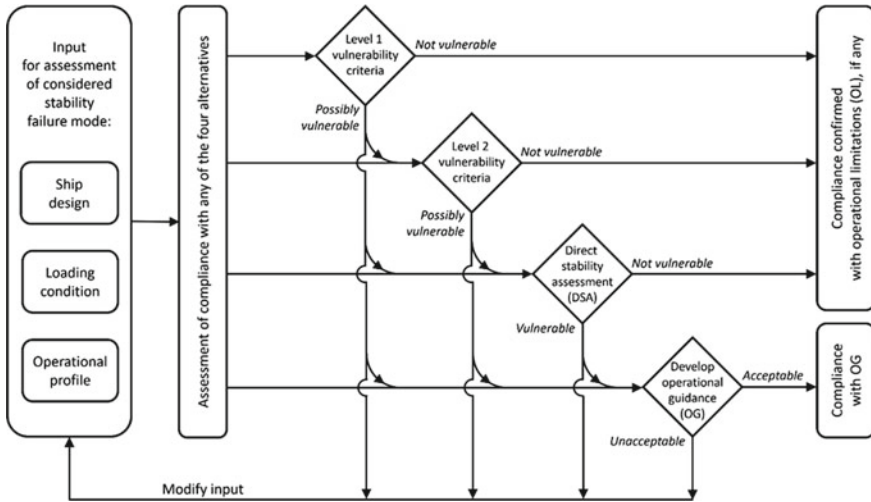 Input
for assessment
of considered
stability
failure mode:
Ship
design
Loading
condition
Operational
profile
Assessment of compliance with any of the four alternatives
Level 1
vulnerability
criteria
Not vulnerable
Possibly
vulnerable
Level 2
vulnerability
criteria
Not vulnerable
Possibly
vulnerable
Direct
stability
assessment
(DSA)
Not vulnerable
Vulnerable
Develop
operational
guidance
(OG)
Acceptable
Unacceptable
Compliance confirmed
with operational limitations (OL), if any
Compliance
with OG
Modify input